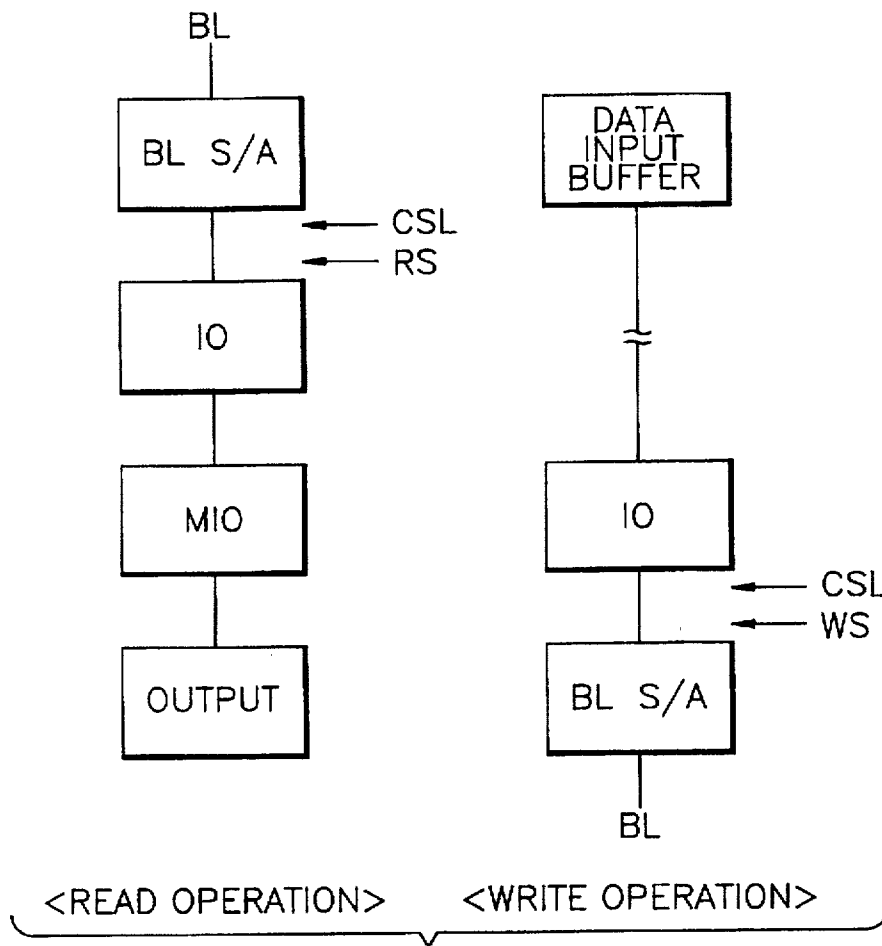 BL
BL S/A
CSL
RS
IO
MIO
OUTPUT
<READ OPERATION>
DATA
INPUT
BUFFER
IO
CSL
WS
BL S/A
BL
<WRITE OPERATION>